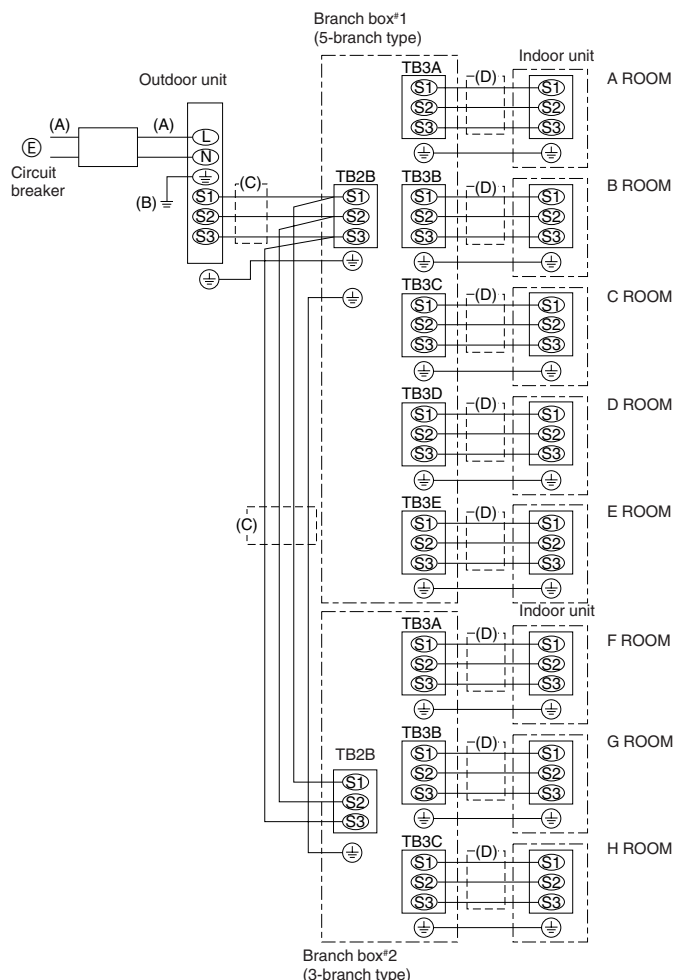 Branch box#1
(5-branch type)
Indoor unit
Outdoor unit
(A)
(A)
Ⓔ
Circuit
breaker
L
N
(B)
S1
S2
S3
(C)
TB2B
S1
S2
S3
TB3A
S1
S2
S3
(D)
S1
S2
S3
A ROOM
TB3B
S1
S2
S3
(D)
S1
S2
S3
B ROOM
TB3C
S1
S2
S3
(D)
S1
S2
S3
C ROOM
TB3D
S1
S2
S3
(D)
S1
S2
S3
D ROOM
TB3E
S1
S2
S3
(D)
S1
S2
S3
E ROOM
(C)
Indoor unit
TB3A
S1
S2
S3
(D)
S1
S2
S3
F ROOM
TB2B
S1
S2
S3
TB3B
S1
S2
S3
(D)
S1
S2
S3
G ROOM
TB3C
S1
S2
S3
(D)
S1
S2
S3
H ROOM
Branch box#2
(3-branch type)